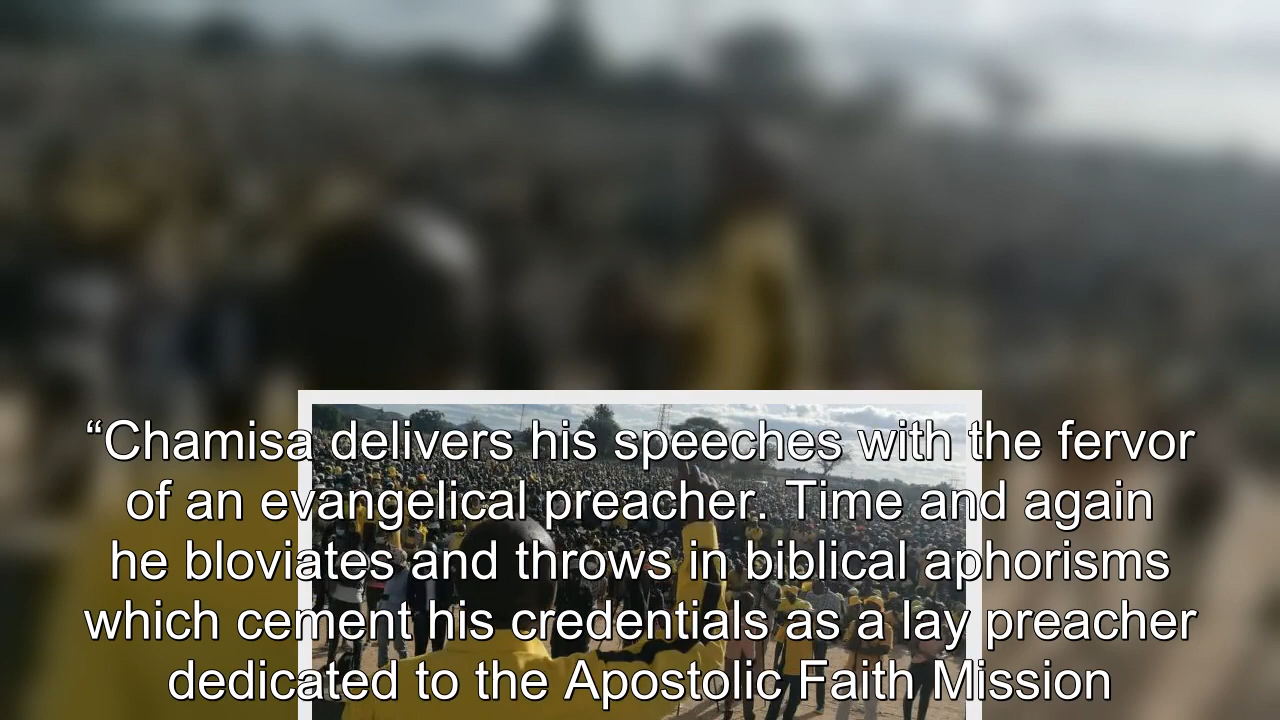 “Chamisa delivers his speeches with the fervor
of an evangelical preacher. Time and again
he bloviates and throws in biblical aphorisms
which cement his credentials as a lay preacher
dedicated to the Apostolic Faith Mission